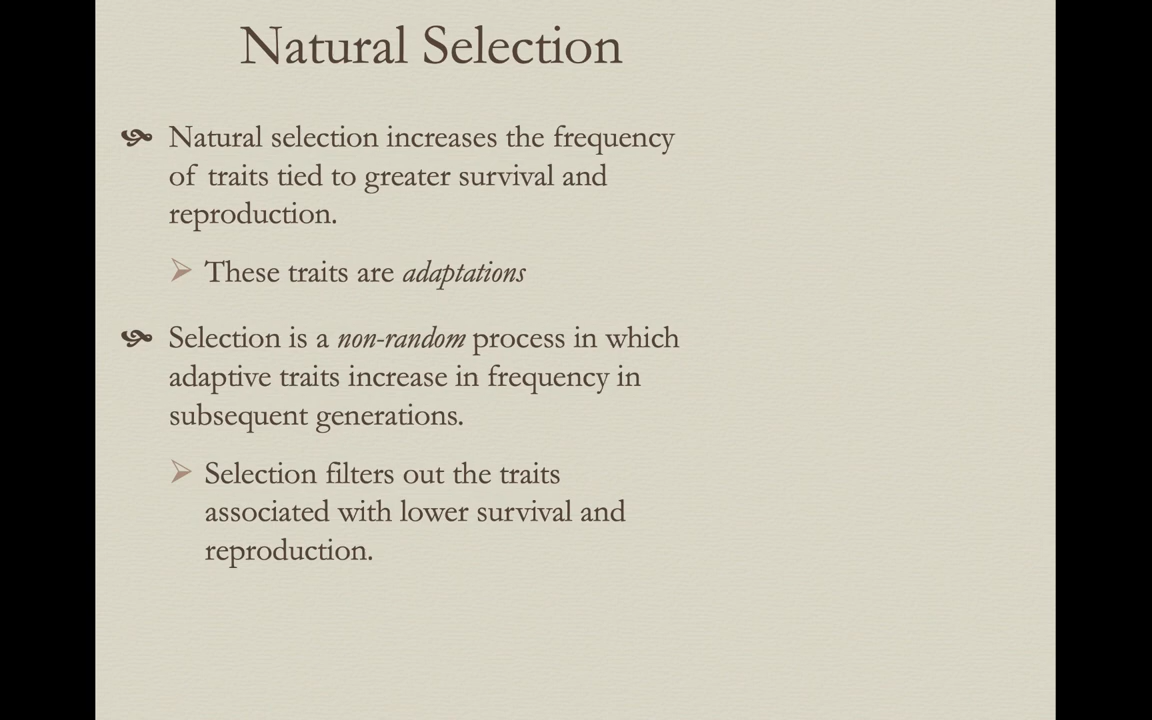 Natural Selection
Natural selection increases the frequency
of traits tied to greater survival and
reproduction.
These traits are adaptations
Selection is a non-random process in which
adaptive traits increase in frequency in
subsequent generations.
Selection filters out the traits
associated with lower survival and
reproduction.